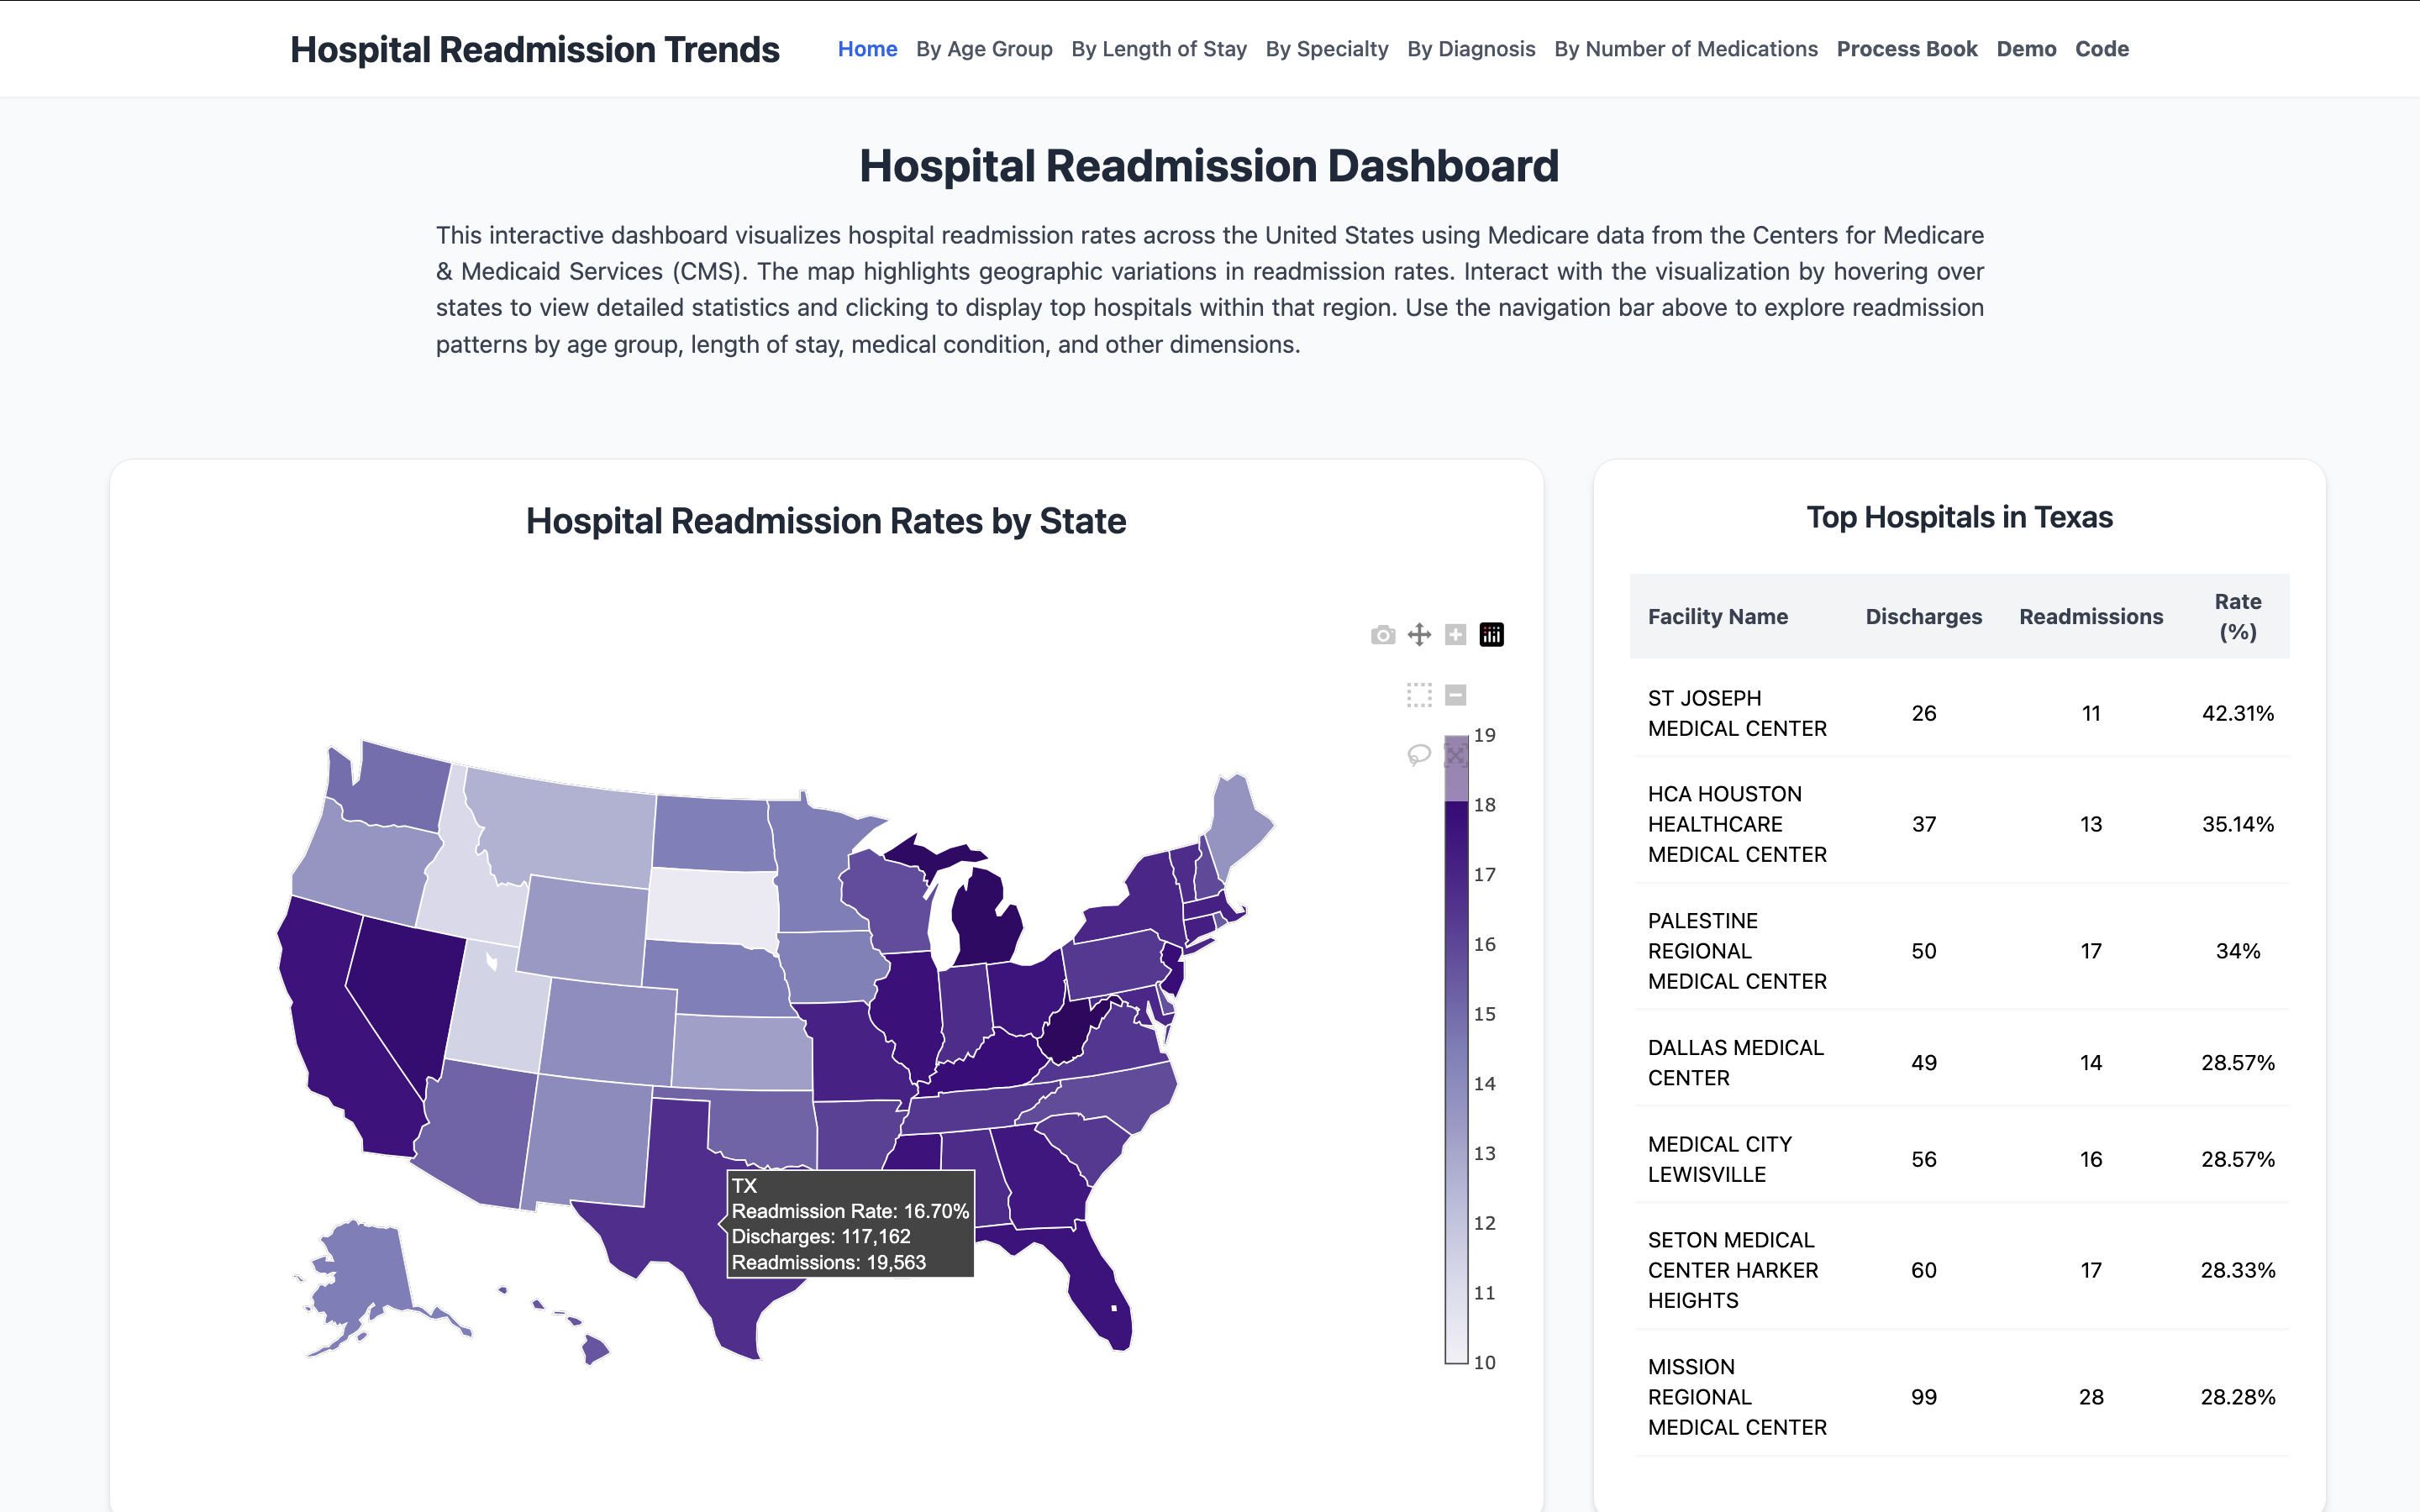 Hospital Readmission Trends
Home By Age Group By Length of Stay By Specialty By Diagnosis By Number of Medications Process Book Demo Code
Hospital Readmission Dashboard
This interactive dashboard visualizes hospital readmission rates across the United States using Medicare data from the Centers for Medicare
& Medicaid Services (CMS). The map highlights geographic variations in readmission rates. Interact with the visualization by hovering over
states to view detailed statistics and clicking to display top hospitals within that region. Use the navigation bar above to explore readmission
patterns by age group, length of stay, medical condition, and other dimensions.
Hospital Readmission Rates by State
19
18
17
16
15
14
13
12
11
10
TX
Readmission Rate: 16.70%
Discharges: 117,162
Readmissions: 19,563
Top Hospitals in Texas
Facility Name Discharges Readmissions Rate
(%)
ST JOSEPH
MEDICAL CENTER 26 11 42.31%
HCA HOUSTON
HEALTHCARE 37 13 35.14%
MEDICAL CENTER
PALESTINE
REGIONAL 50 17 34%
MEDICAL CENTER
DALLAS MEDICAL
CENTER 49 14 28.57%
MEDICAL CITY
LEWISVILLE 56 16 28.57%
SETON MEDICAL
CENTER HARKER 60 17 28.33%
HEIGHTS
MISSION
REGIONAL 99 28 28.28%
MEDICAL CENTER